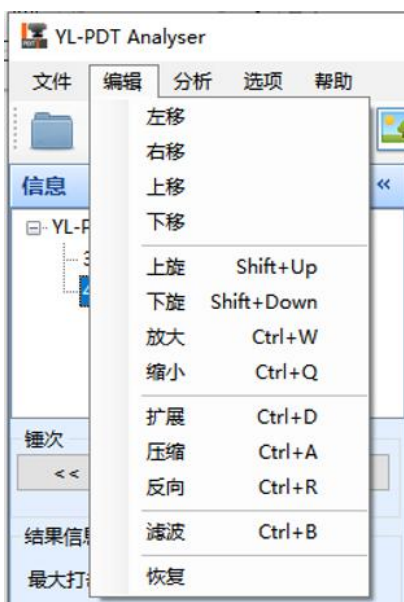 YL-PDT Analyser
文件 编辑 分析 选项 帮助
左移
右移
信息 «
上移
下移
上旋 Shift+Up
下旋 Shift+Down
放大 Ctrl+W
缩小 Ctrl+Q
扩展 Ctrl+D
锤次
压缩 Ctrl+A
<<
反向 Ctrl+R
滤波 Ctrl+B
结果信
恢复
最大打